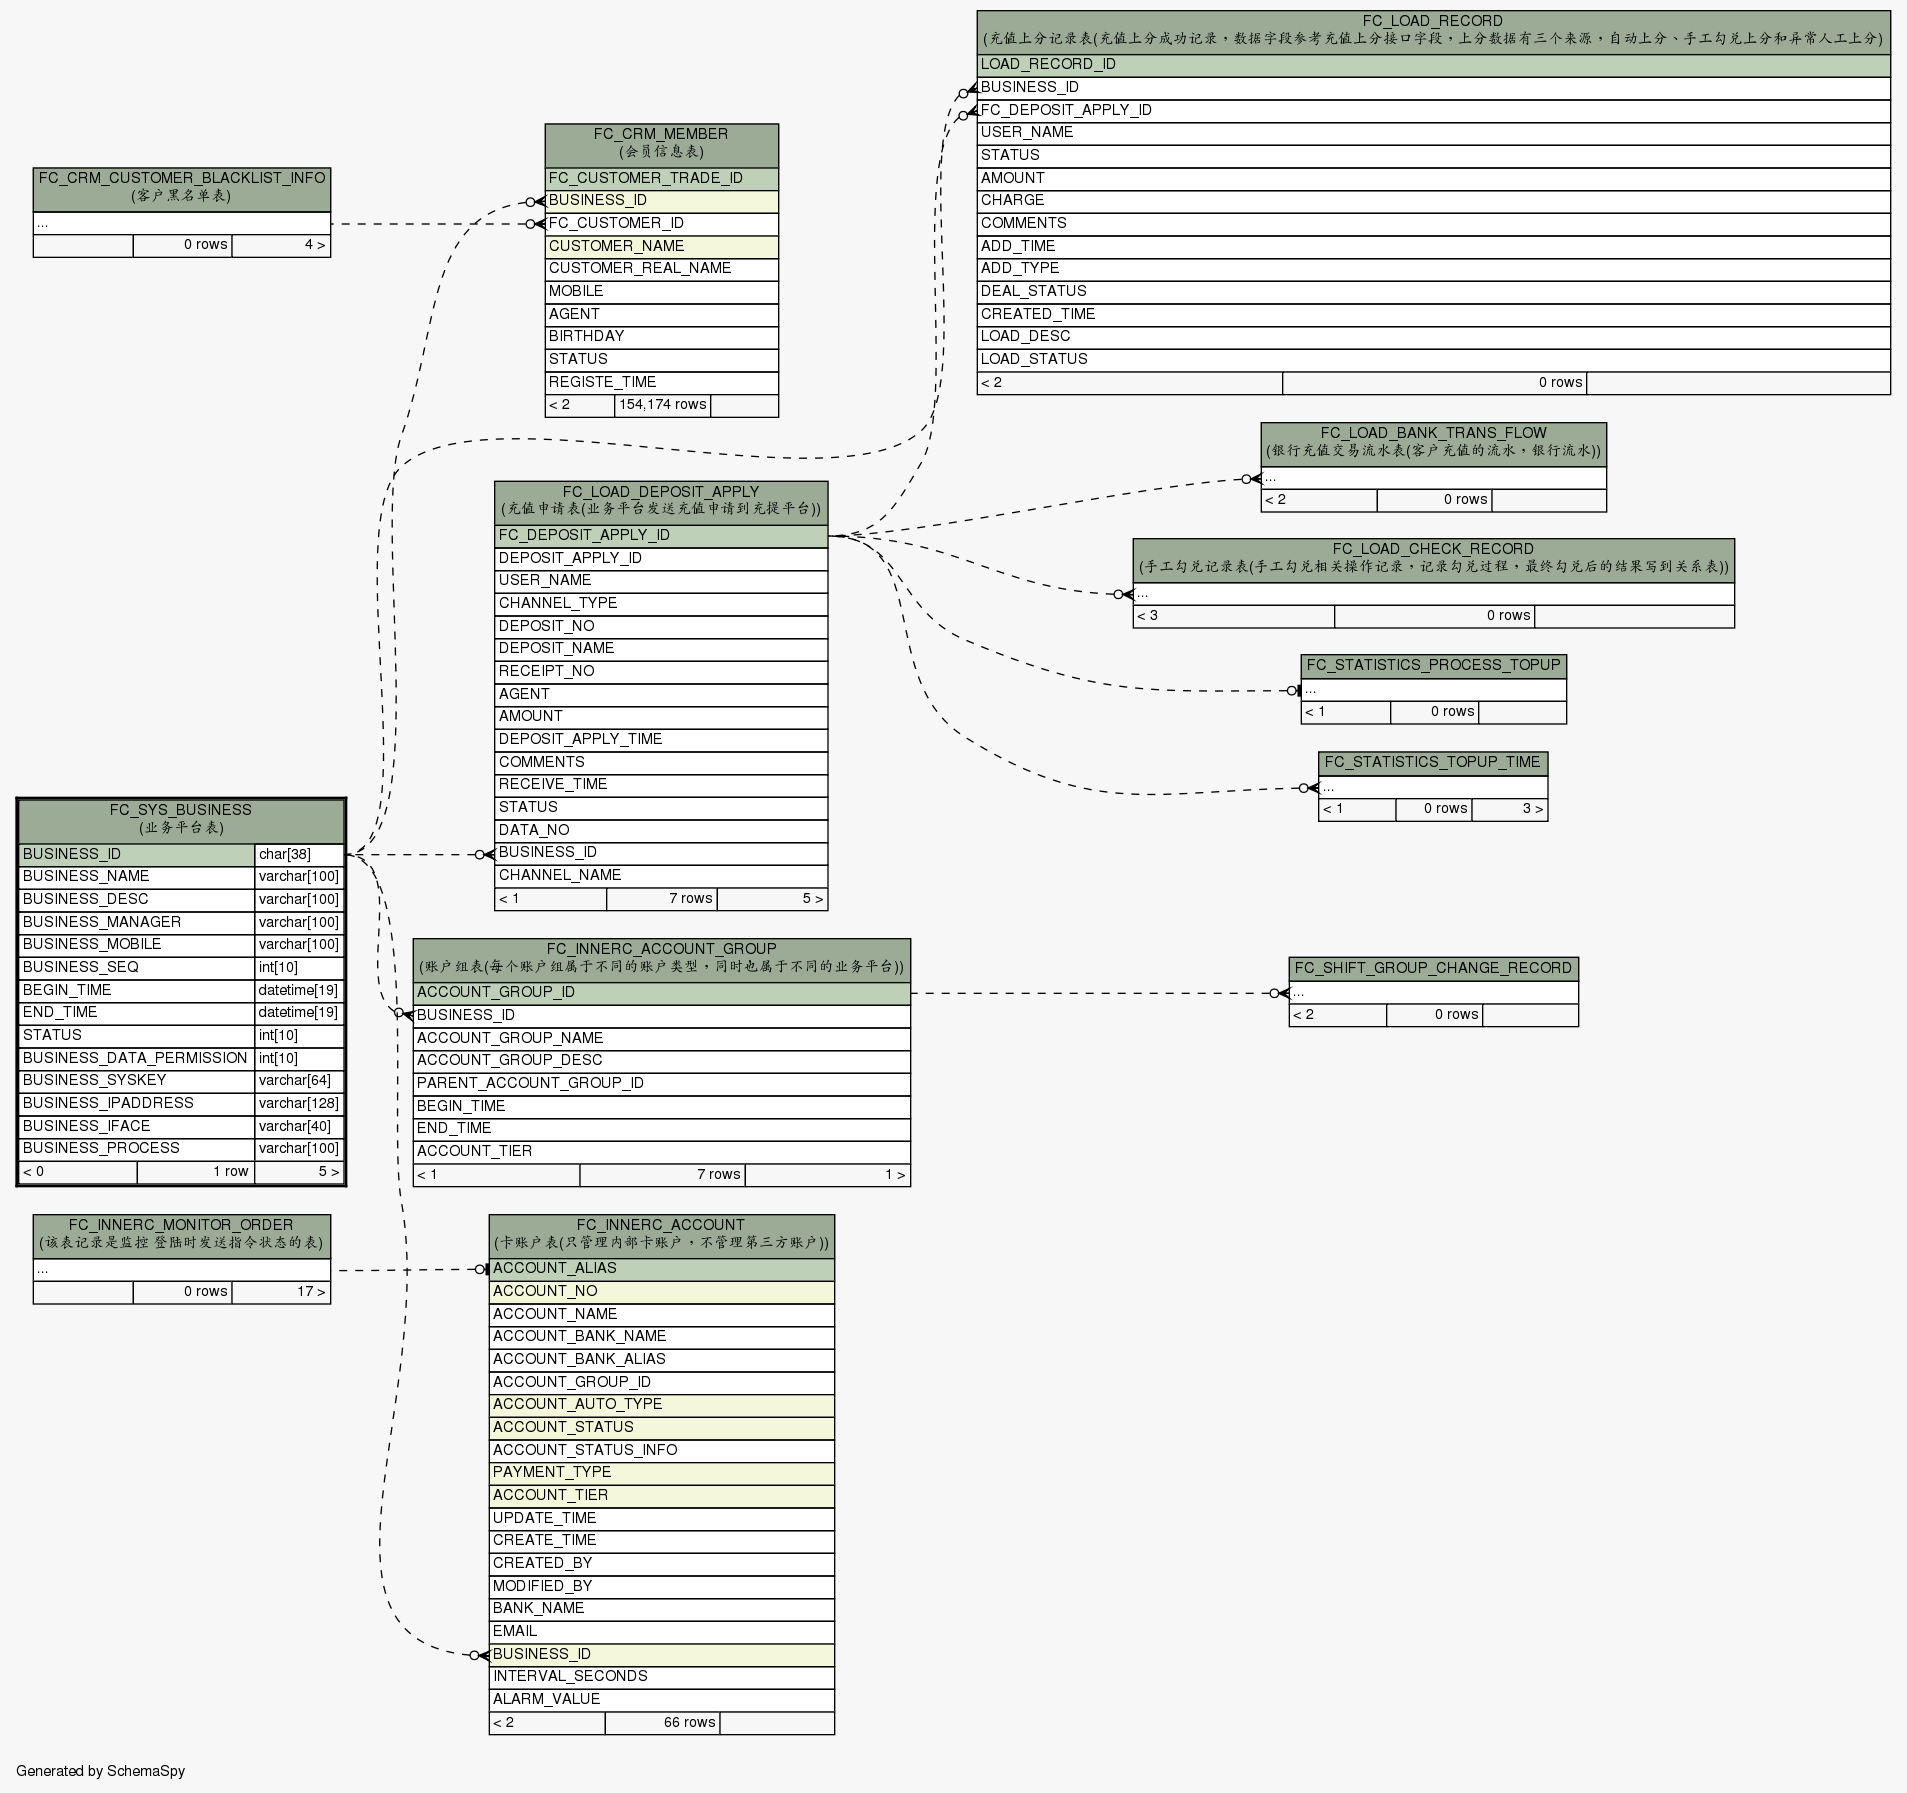 FC_LOAD_RECORD
(充值上分记录表(充值上分成功记录，数据字段参考充值上分接口字段，上分数据有三个来源，自动上分、手工勾兑上分和异常人工上分)
LOAD_RECORD_ID
BUSINESS_ID
FC_DEPOSIT_APPLY_ID
USER_NAME
STATUS
AMOUNT
CHARGE
COMMENTS
ADD_TIME
ADD_TYPE
DEAL_STATUS
CREATED_TIME
LOAD_DESC
LOAD_STATUS
< 2 0 rows
FC_CRM_MEMBER
(会员信息表)
FC_CUSTOMER_TRADE_ID
BUSINESS_ID
FC_CUSTOMER_ID
CUSTOMER_NAME
CUSTOMER_REAL_NAME
MOBILE
AGENT
BIRTHDAY
STATUS
REGISTE_TIME
< 2 154,174 rows
FC_CRM_CUSTOMER_BLACKLIST_INFO
(客户黑名单表)
...
0 rows 4 >
FC_LOAD_BANK_TRANS_FLOW
(银行充值交易流水表(客户充值的流水，银行流水))
...
< 2 0 rows
FC_LOAD_DEPOSIT_APPLY
(充值申请表(业务平台发送充值申请到充提平台))
FC_DEPOSIT_APPLY_ID
DEPOSIT_APPLY_ID
USER_NAME
CHANNEL_TYPE
DEPOSIT_NO
DEPOSIT_NAME
RECEIPT_NO
AGENT
AMOUNT
DEPOSIT_APPLY_TIME
COMMENTS
RECEIVE_TIME
STATUS
DATA_NO
BUSINESS_ID
CHANNEL_NAME
< 1 7 rows 5 >
FC_LOAD_CHECK_RECORD
(手工勾兑记录表(手工勾兑相关操作记录，记录勾兑过程，最终勾兑后的结果写到关系表))
...
< 3 0 rows
FC_STATISTICS_PROCESS_TOPUP
...
< 1 0 rows
FC_STATISTICS_TOPUP_TIME
...
< 1 0 rows 3 >
FC_SYS_BUSINESS
(业务平台表)
BUSINESS_ID char[38]
BUSINESS_NAME varchar[100]
BUSINESS_DESC varchar[100]
BUSINESS_MANAGER varchar[100]
BUSINESS_MOBILE varchar[100]
BUSINESS_SEQ int[10]
BEGIN_TIME datetime[19]
END_TIME datetime[19]
STATUS int[10]
BUSINESS_DATA_PERMISSION int[10]
BUSINESS_SYSKEY varchar[64]
BUSINESS_IPADDRESS varchar[128]
BUSINESS_IFACE varchar[40]
BUSINESS_PROCESS varchar[100]
< 0 1 row 5 >
FC_INNERC_ACCOUNT_GROUP
(账户组表(每个账户组属于不同的账户类型，同时也属于不同的业务平台))
ACCOUNT_GROUP_ID
BUSINESS_ID
ACCOUNT_GROUP_NAME
ACCOUNT_GROUP_DESC
PARENT_ACCOUNT_GROUP_ID
BEGIN_TIME
END_TIME
ACCOUNT_TIER
< 1 7 rows 1 >
FC_SHIFT_GROUP_CHANGE_RECORD
...
< 2 0 rows
FC_INNERC_MONITOR_ORDER
(该表记录是监控 登陆时发送指令状态的表)
...
0 rows 17 >
FC_INNERC_ACCOUNT
(卡账户表(只管理内部卡账户，不管理第三方账户))
ACCOUNT_ALIAS
ACCOUNT_NO
ACCOUNT_NAME
ACCOUNT_BANK_NAME
ACCOUNT_BANK_ALIAS
ACCOUNT_GROUP_ID
ACCOUNT_AUTO_TYPE
ACCOUNT_STATUS
ACCOUNT_STATUS_INFO
PAYMENT_TYPE
ACCOUNT_TIER
UPDATE_TIME
CREATE_TIME
CREATED_BY
MODIFIED_BY
BANK_NAME
EMAIL
BUSINESS_ID
INTERVAL_SECONDS
ALARM_VALUE
< 2 66 rows
Generated by SchemaSpy